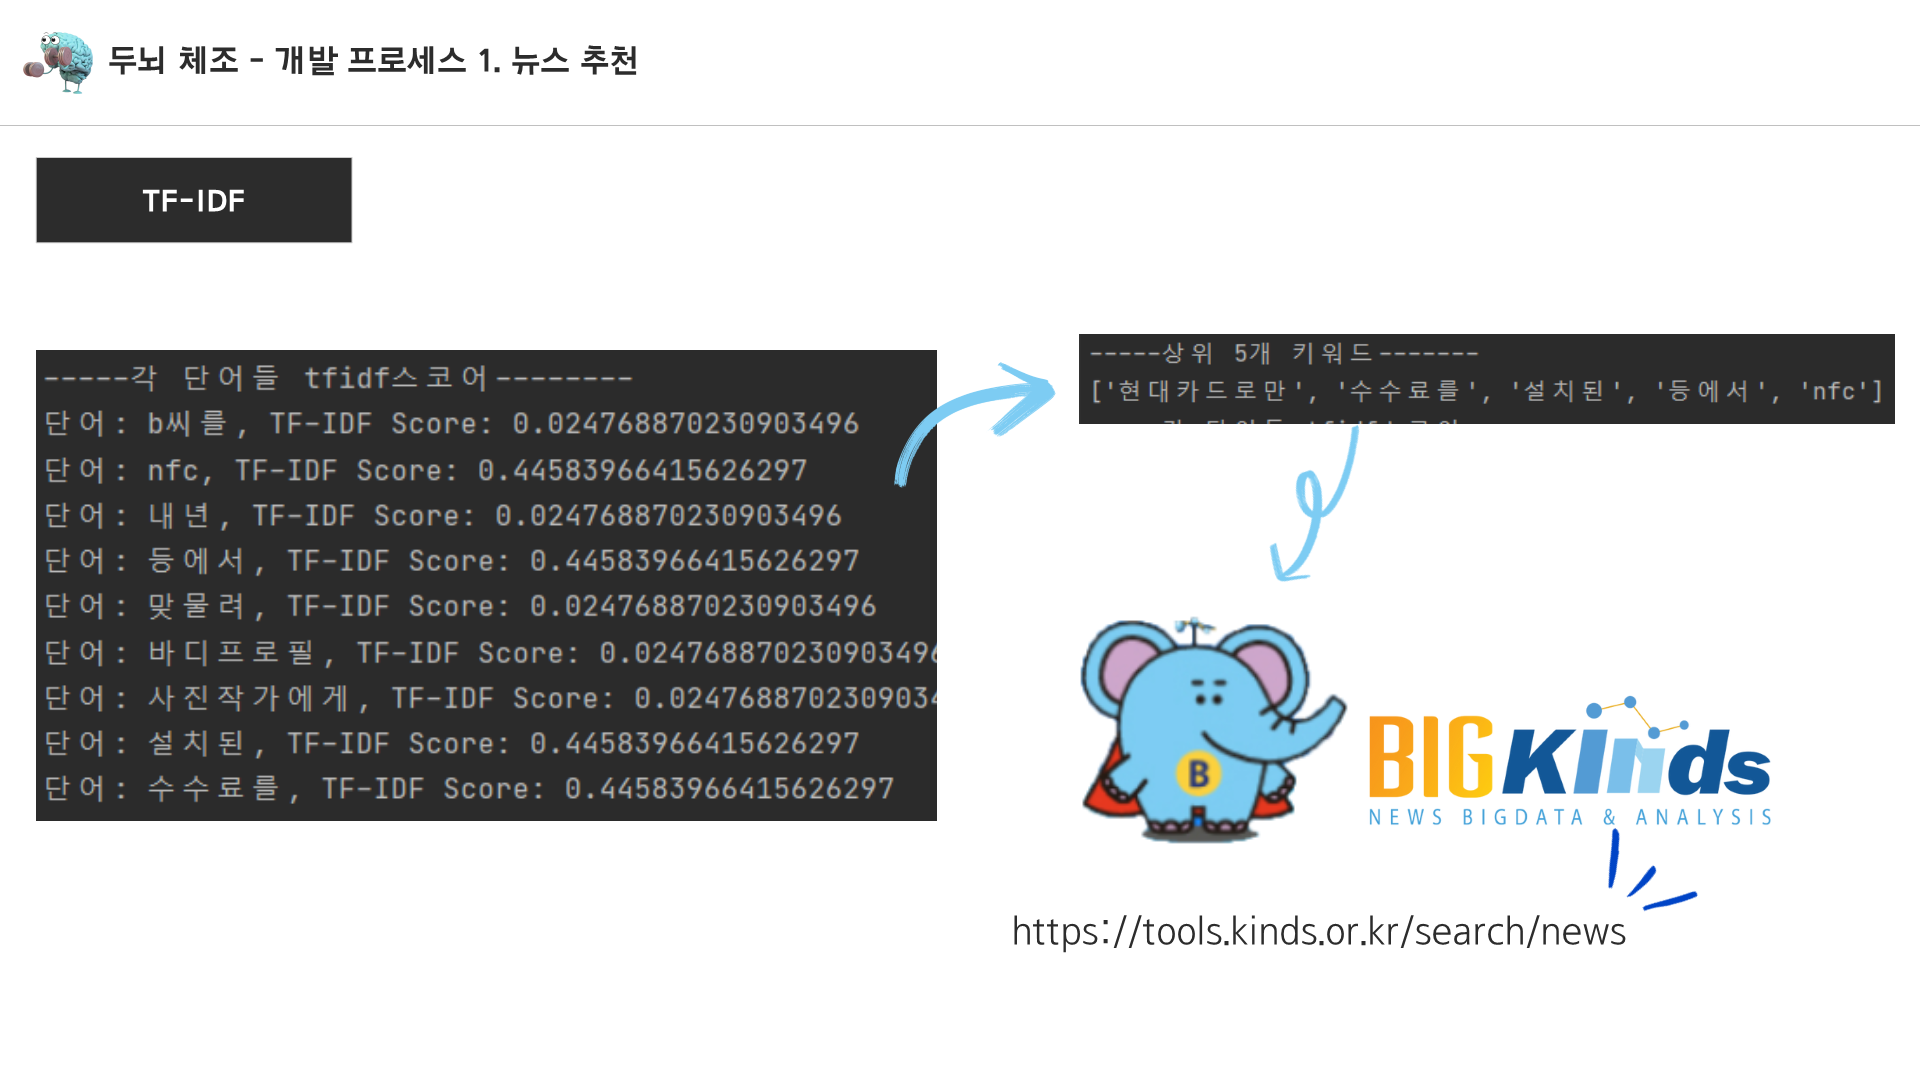 두뇌 체조 - 개발 프로세스 1. 뉴스 추천
TF-IDF
-----각 단어들 tfidf스코어--------
단어: b씨를, TF-IDF Score: 0.024768870230903496
단어: nfc, TF-IDF Score: 0.44583966415626297
단어: 내년, TF-IDF Score: 0.024768870230903496
단어: 등에서, TF-IDF Score: 0.44583966415626297
단어: 맞물려, TF-IDF Score: 0.024768870230903496
단어: 바디프로필, TF-IDF Score: 0.024768870230903496
단어: 사진작가에게, TF-IDF Score: 0.0247688702309034
단어: 설치된, TF-IDF Score: 0.44583966415626297
단어: 수수료를, TF-IDF Score: 0.44583966415626297
-----상위 5개 키워드-------
['현대카드로만', '수수료를', '설치된', '등에서', 'nfc']
B
BIGKinds
NEWS BIGDATA & ANALYSIS
https://tools.kinds.or.kr/search/news